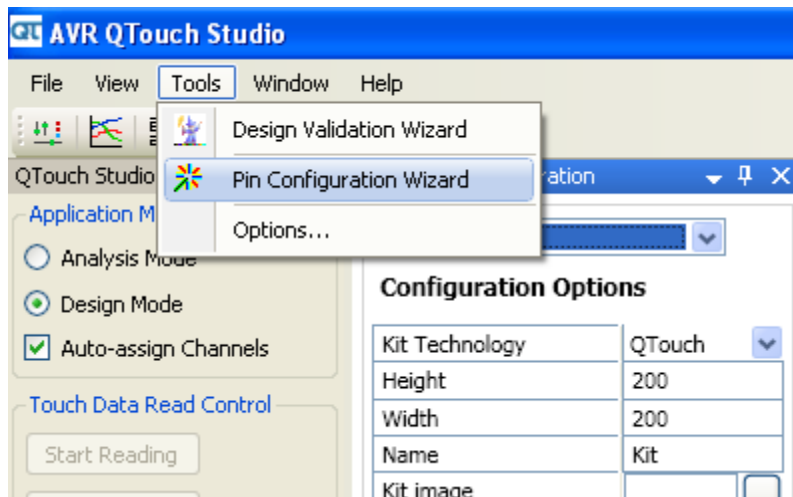 QT AVR QTouch Studio
File View Tools Window Help
Design Validation Wizard
QTouch Studio
Pin Configuration Wizard
ation
Application M
Options...
Analysis Mode
Configuration Options
Design Mode
Auto-assign Channels
Kit Technology QTouch
Height 200
Touch Data Read Control
Width 200
Start Reading
Name Kit
Kit image